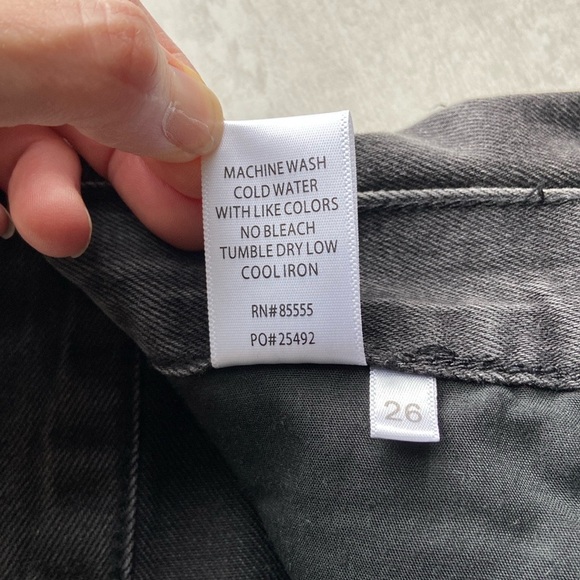 MACHINE WASH
COLD WATER
WITH LIKE COLORS
NO BLEACH
TUMBLE DRY LOW
COOL IRON
RN#85555
PO#25492
26